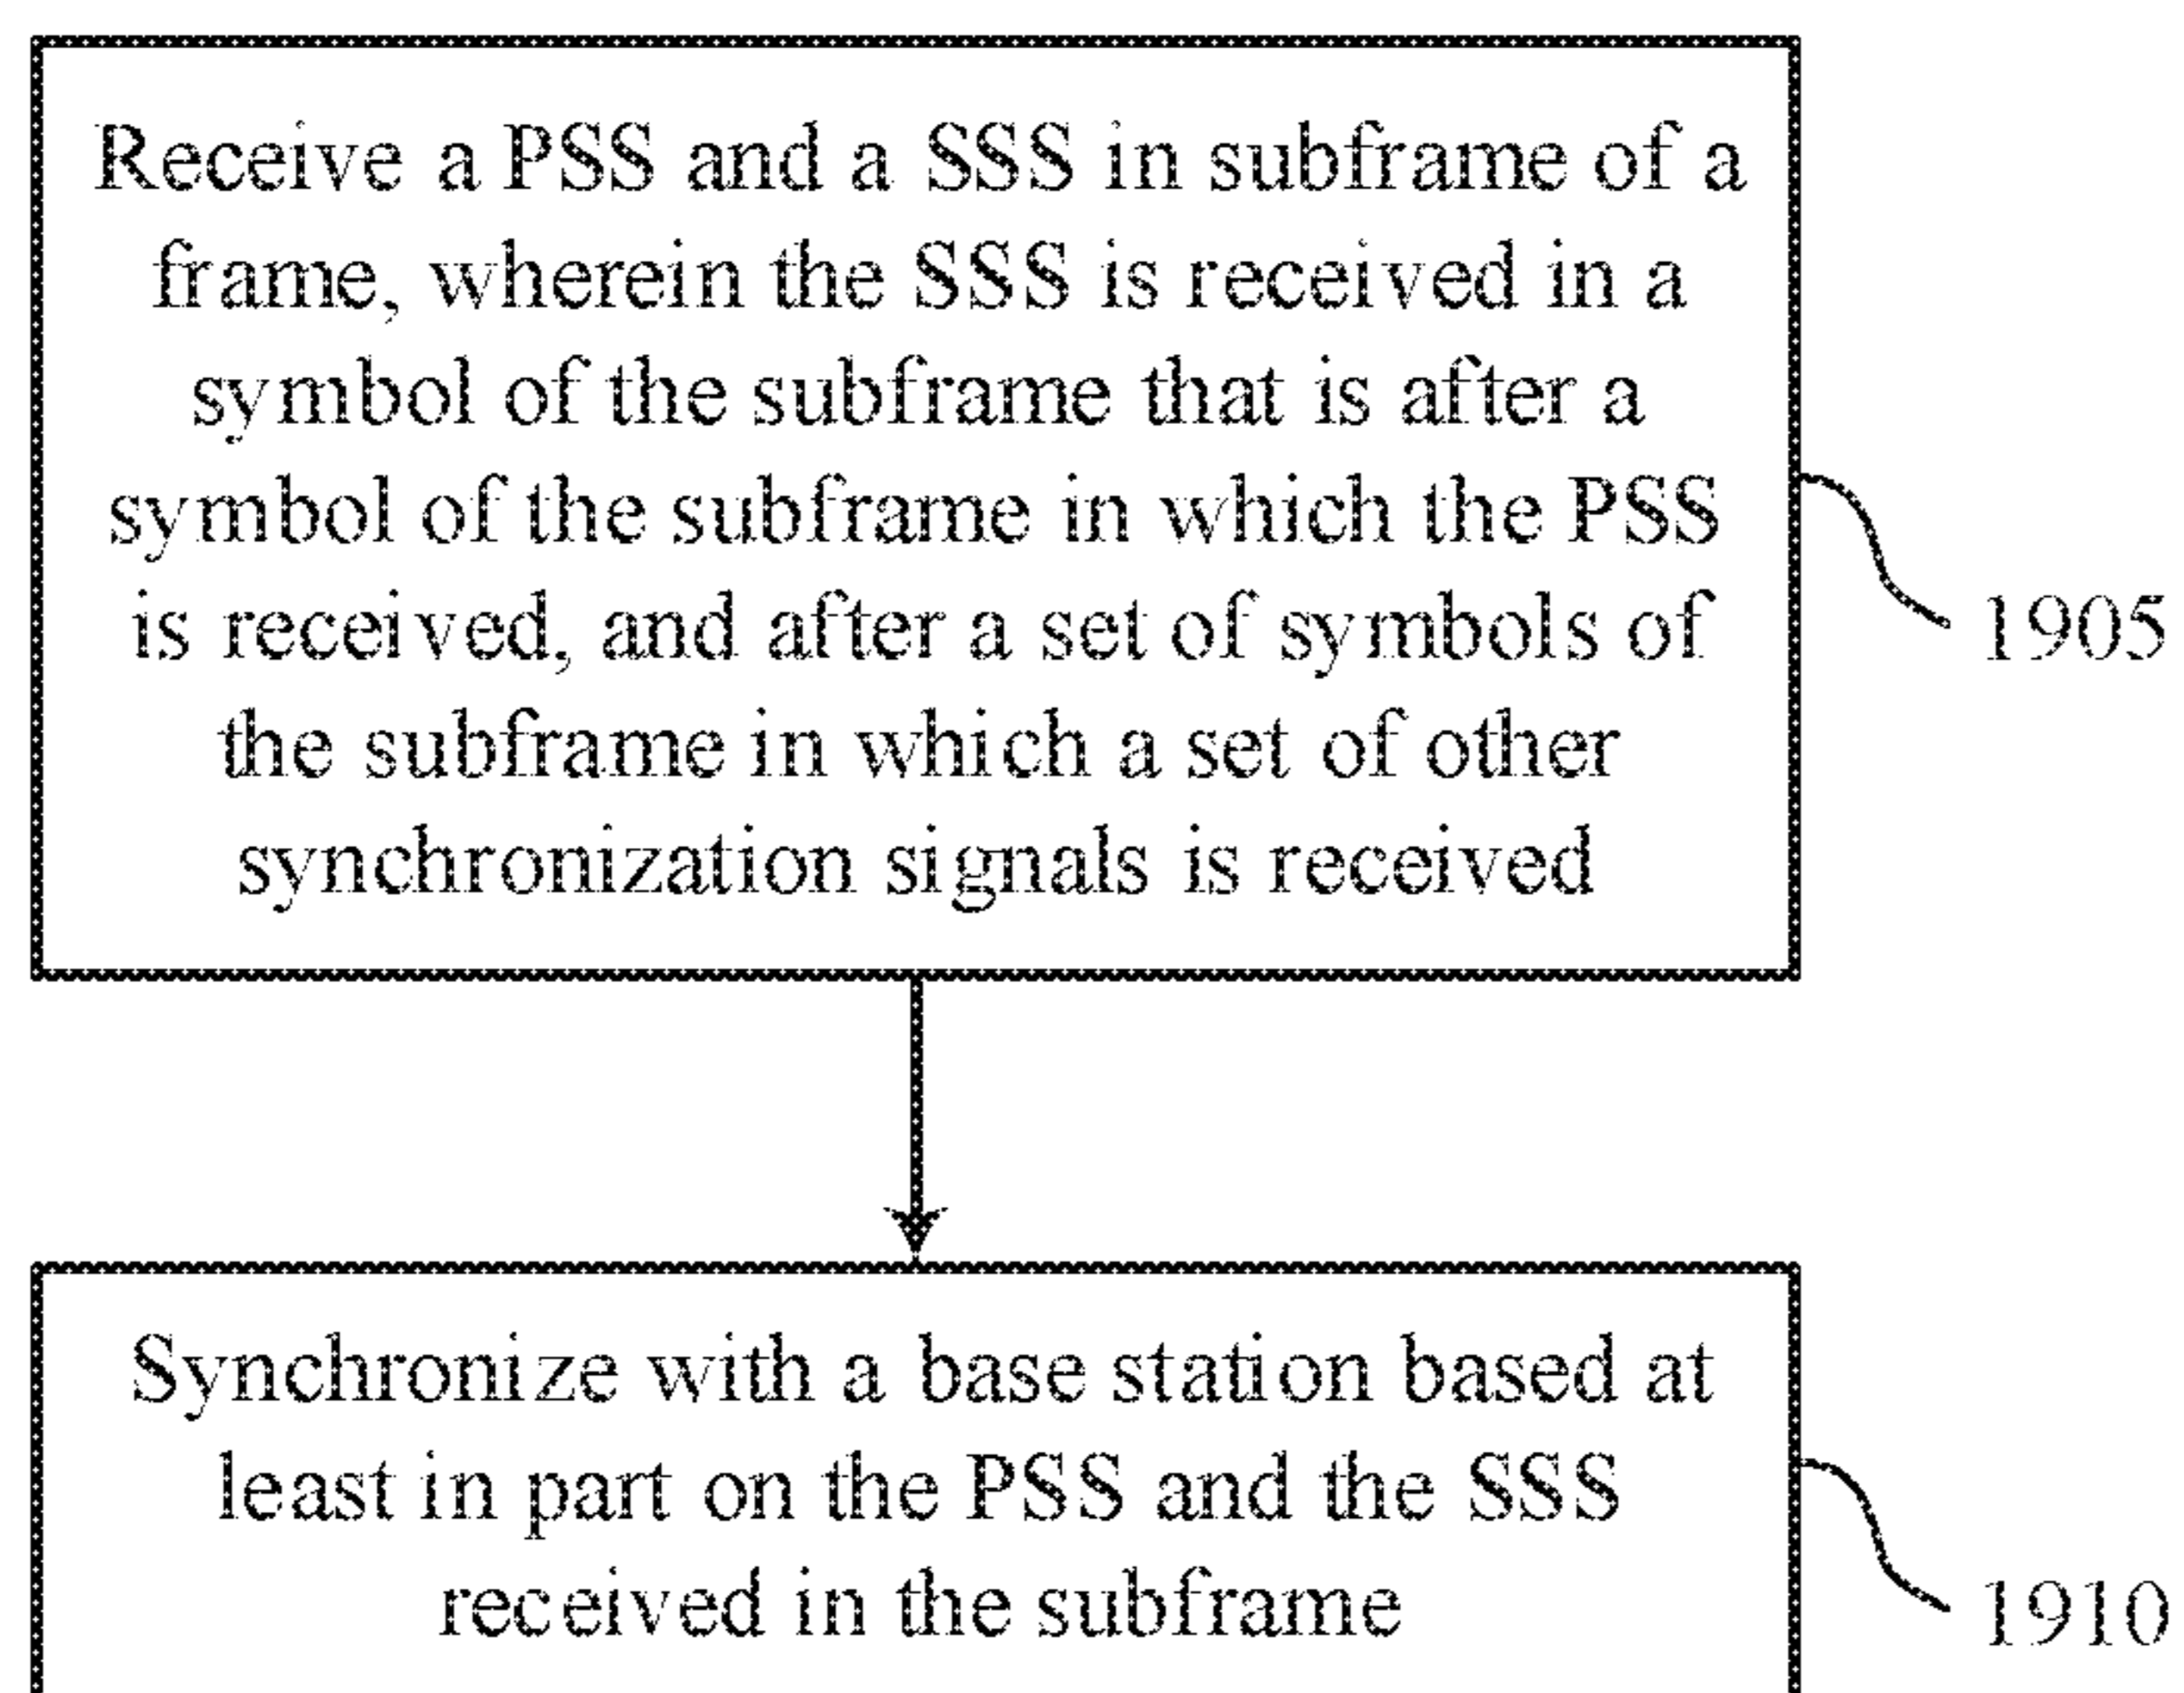 Receive a PSS and a SSS in subframe of a
frame, wherein the SSS is received in a
symbol of the subframe that is after a
symbol of the subframe in which the PSS
is received, and after a set of symbols of
the subframe in which a set of other
synchronization signals is received
1905
Synchronize with a base station based at
least in part on the PSS and the SSS
received in the subframe
1910